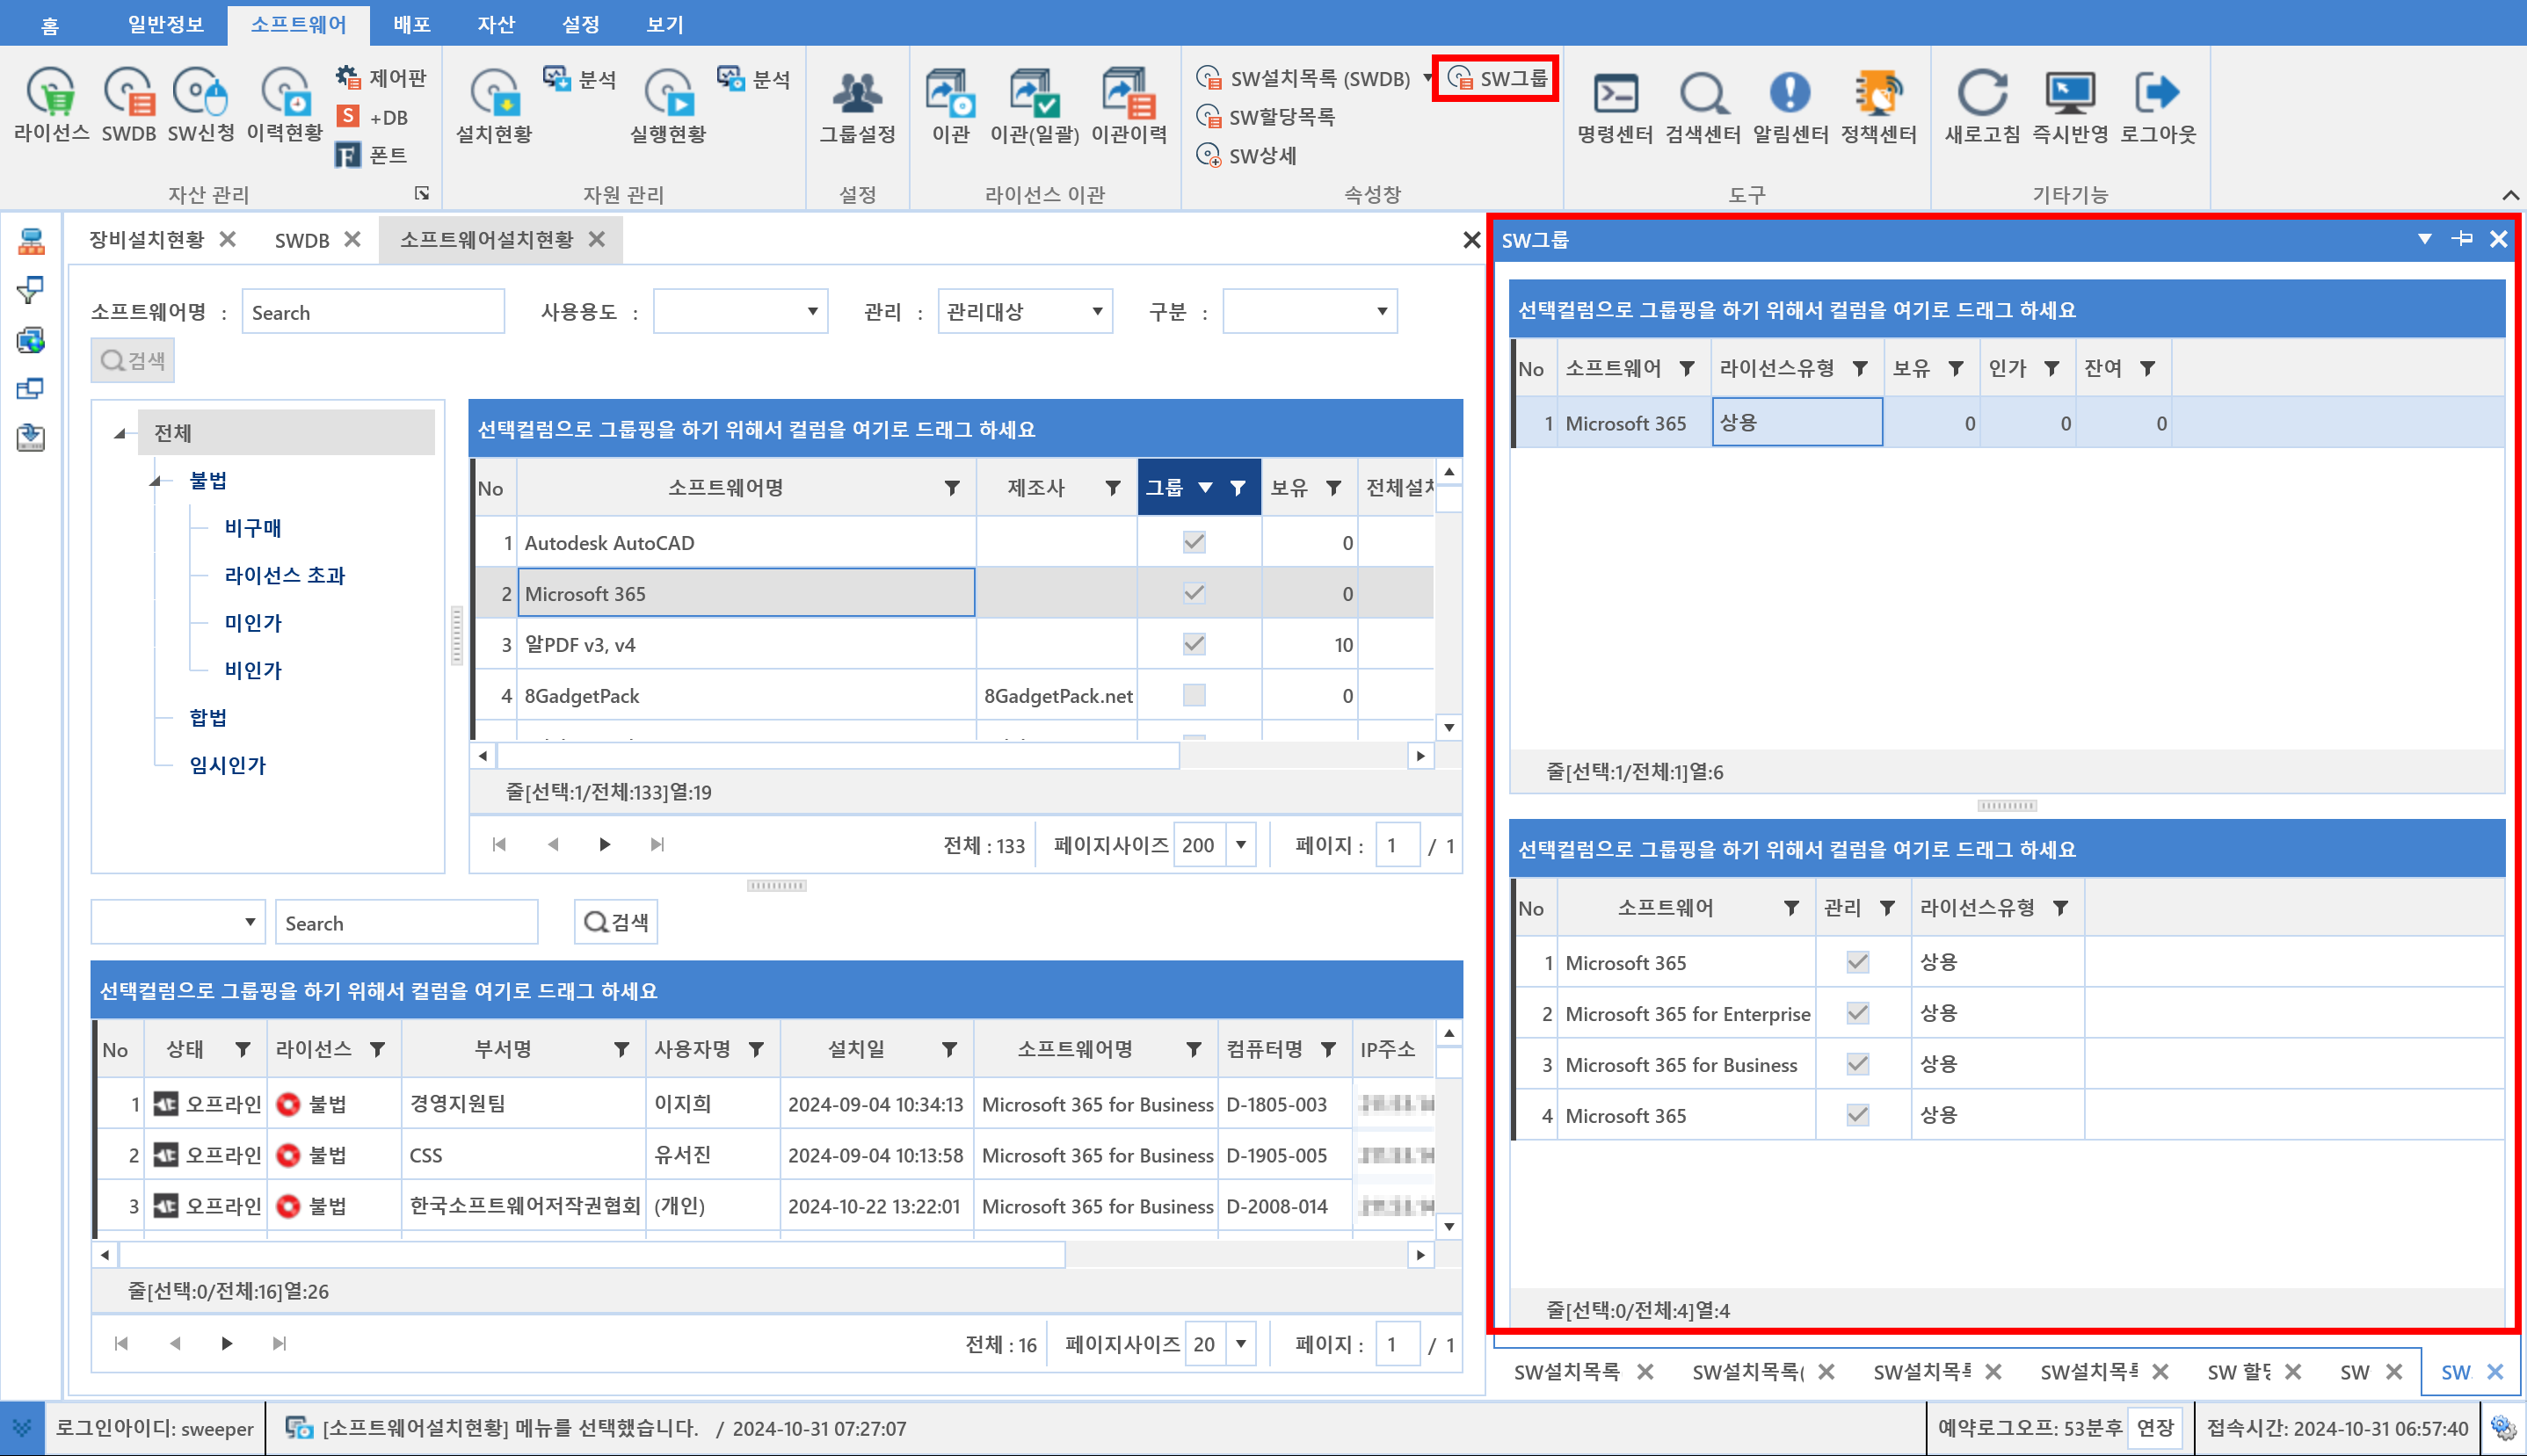 홈 일반정보 소프트웨어 배포 자산 설정 보기
라이선스 SWDB SW신청 이력현황 제어판
+DB
폰트
자산 관리
설치현황 분석 실행현황 분석
자원 관리
그룹설정
설정
이관 이관(일괄) 이관이력
라이선스 이관
SW설치목록 (SWDB) SW그룹
SW할당목록
SW상세
속성창
명령센터 검색센터 알림센터 정책센터
도구
새로고침 즉시반영 로그아웃
기타기능
장비설치현황 SWDB 소프트웨어설치현황
소프트웨어명 : Search 사용용도 : 관리 : 관리대상 구분 :
검색
전체
불법
비구매
라이선스 초과
미인가
비인가
합법
임시인가
선택컬럼으로 그룹핑을 하기 위해서 컬럼을 여기로 드래그 하세요
No 소프트웨어명 제조사 그룹 보유 전체설치
1 Autodesk AutoCAD 0
2 Microsoft 365 0
3 알PDF v3, v4 10
4 8GadgetPack 8GadgetPack.net 0
줄[선택:1/전체:133]열:19
전체 : 133 페이지사이즈 200 페이지 : 1 / 1
Search 검색
선택컬럼으로 그룹핑을 하기 위해서 컬럼을 여기로 드래그 하세요
No 상태 라이선스 부서명 사용자명 설치일 소프트웨어명 컴퓨터명 IP주소
1 오프라인 불법 경영지원팀 이지희 2024-09-04 10:34:13 Microsoft 365 for Business D-1805-003
2 오프라인 불법 CSS 유서진 2024-09-04 10:13:58 Microsoft 365 for Business D-1905-005
3 오프라인 불법 한국소프트웨어저작권협회 (개인) 2024-10-22 13:22:01 Microsoft 365 for Business D-2008-014
줄[선택:0/전체:16]열:26
전체 : 16 페이지사이즈 20 페이지 : 1 / 1
SW그룹
선택컬럼으로 그룹핑을 하기 위해서 컬럼을 여기로 드래그 하세요
No 소프트웨어 라이선스유형 보유 인가 잔여
1 Microsoft 365 상용 0 0 0
줄[선택:1/전체:1]열:6
선택컬럼으로 그룹핑을 하기 위해서 컬럼을 여기로 드래그 하세요
No 소프트웨어 관리 라이선스유형
1 Microsoft 365 상용
2 Microsoft 365 for Enterprise 상용
3 Microsoft 365 for Business 상용
4 Microsoft 365 상용
줄[선택:0/전체:4]열:4
SW설치목록 SW설치목록( SW설치목록 SW설치목록 SW 할당 SW SW
로그인아이디: sweeper [소프트웨어설치현황] 메뉴를 선택했습니다. / 2024-10-31 07:27:07 예약로그오프: 53분후 연장 접속시간: 2024-10-31 06:57:40